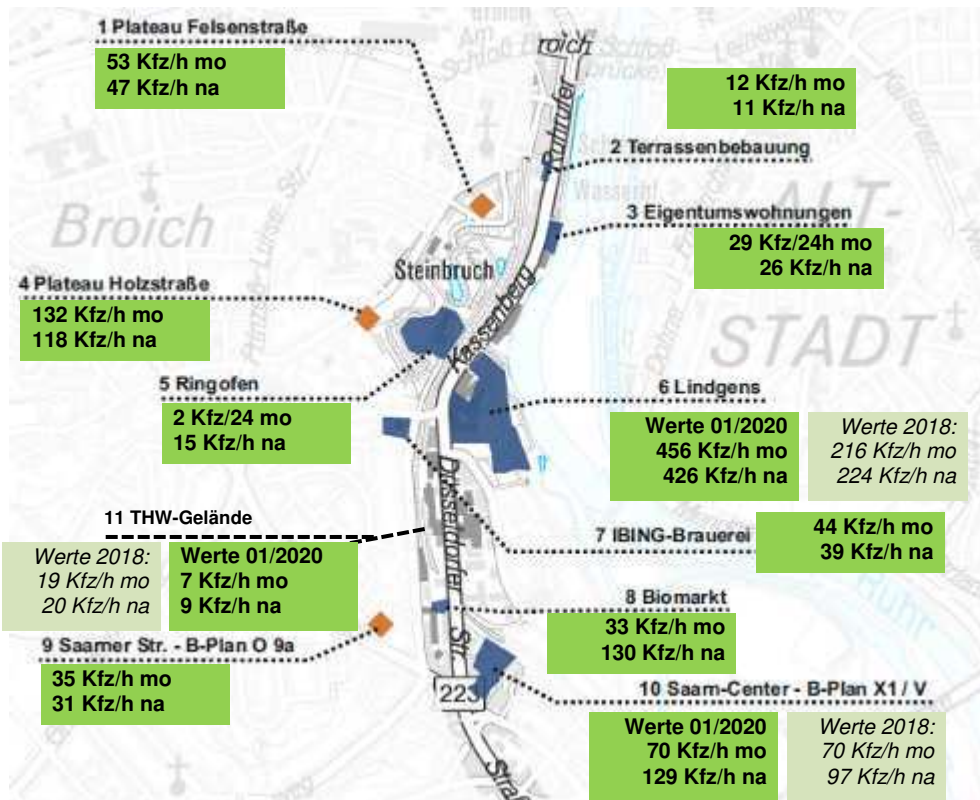 1 Plateau Felsenstraße
53 Kfz/h mo
47 Kfz/h na
roich
12 Kfz/h mo
11 Kfz/h na
2 Terrassenbebauung
Ruhrufer
Broich
ALT-
STADT
3 Eigentumswohnungen
29 Kfz/24h mo
26 Kfz/h na
Steinbruch
4 Plateau Holzstraße
132 Kfz/h mo
118 Kfz/h na
Kassenberg
5 Ringofen
2 Kfz/24 mo
15 Kfz/h na
6 Lindgens
Werte 01/2020
456 Kfz/h mo
426 Kfz/h na
Werte 2018:
216 Kfz/h mo
224 Kfz/h na
Düsseldorfer Str.
11 THW-Gelände
Werte 2018:
19 Kfz/h mo
20 Kfz/h na
Werte 01/2020
7 Kfz/h mo
9 Kfz/h na
7 IBING-Brauerei
44 Kfz/h mo
39 Kfz/h na
Ruhr
8 Biomarkt
33 Kfz/h mo
130 Kfz/h na
9 Saarner Str. - B-Plan O 9a
35 Kfz/h mo
31 Kfz/h na
223
10 Saarn-Center - B-Plan X1 / V
Werte 01/2020
70 Kfz/h mo
129 Kfz/h na
Werte 2018:
70 Kfz/h mo
97 Kfz/h na